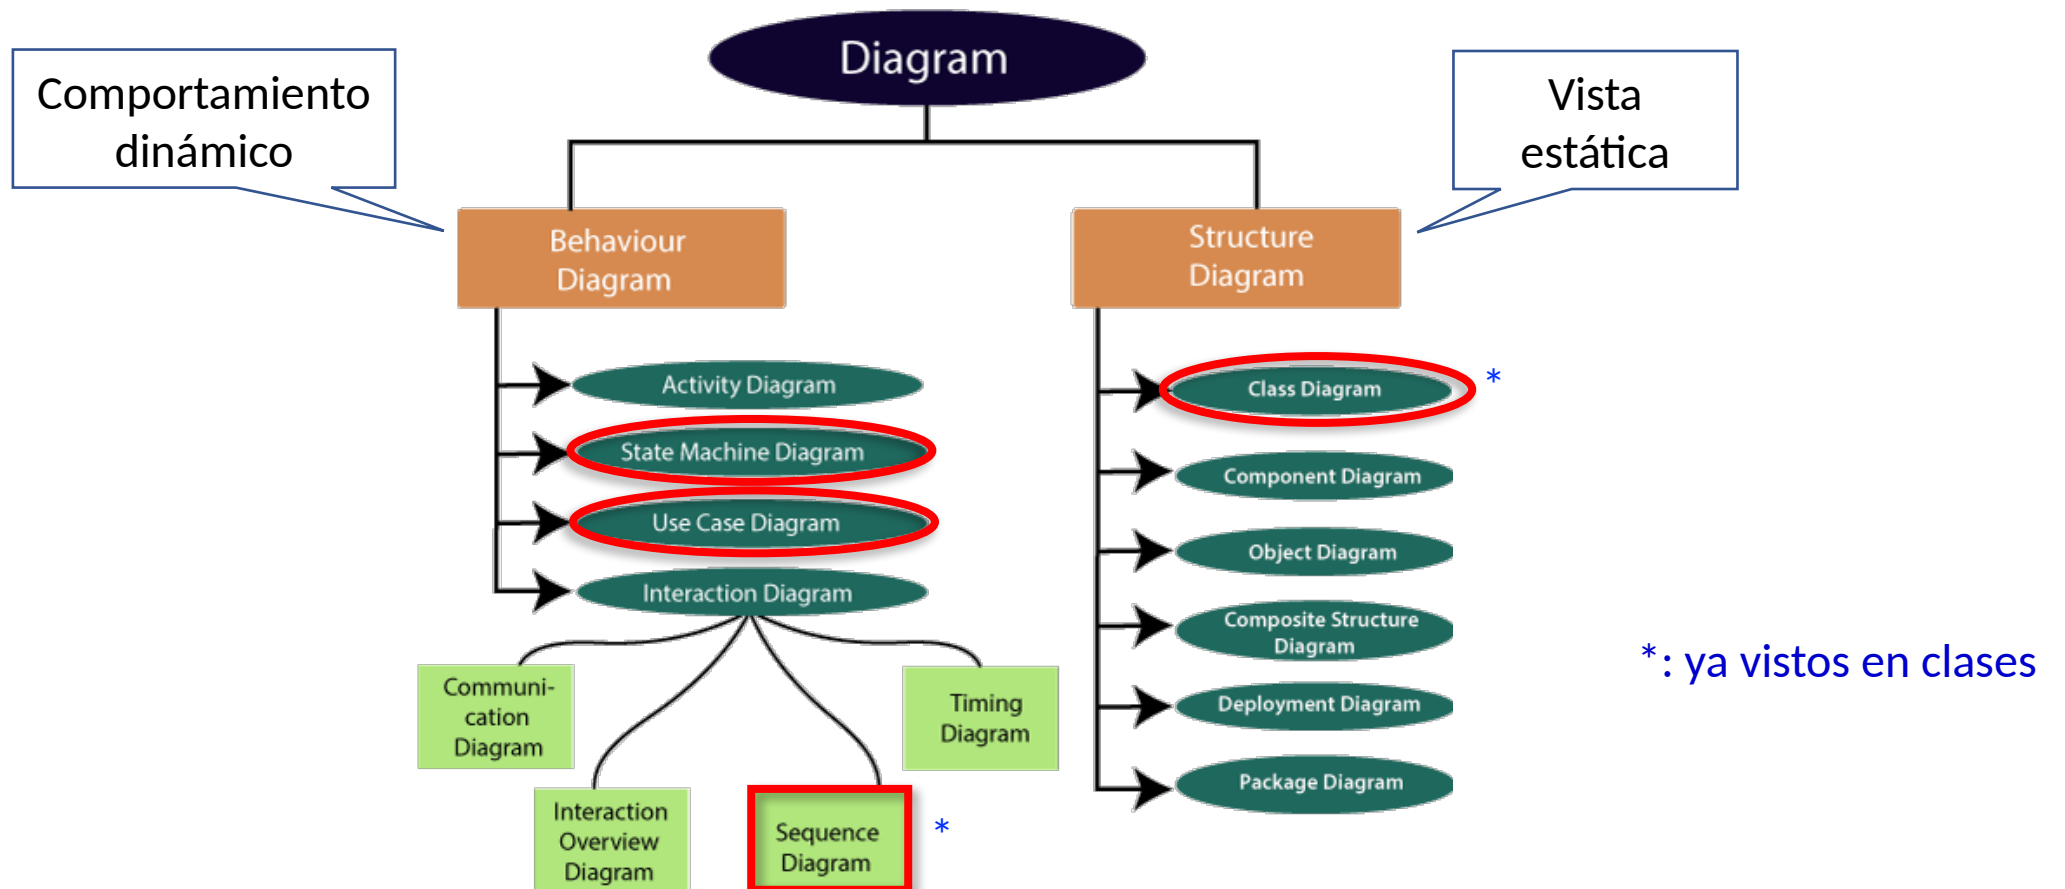 Diagram
Comportamiento
dinámico
Vista
estática
Behaviour
Diagram
Structure
Diagram
Activity Diagram
State Machine Diagram
Use Case Diagram
Interaction Diagram
Communi-
cation
Diagram
Interaction
Overview
Diagram
Sequence
Diagram
*
Timing
Diagram
Class Diagram
*
Component Diagram
Object Diagram
Composite Structure
Diagram
Deployment Diagram
Package Diagram
*: ya vistos en clases